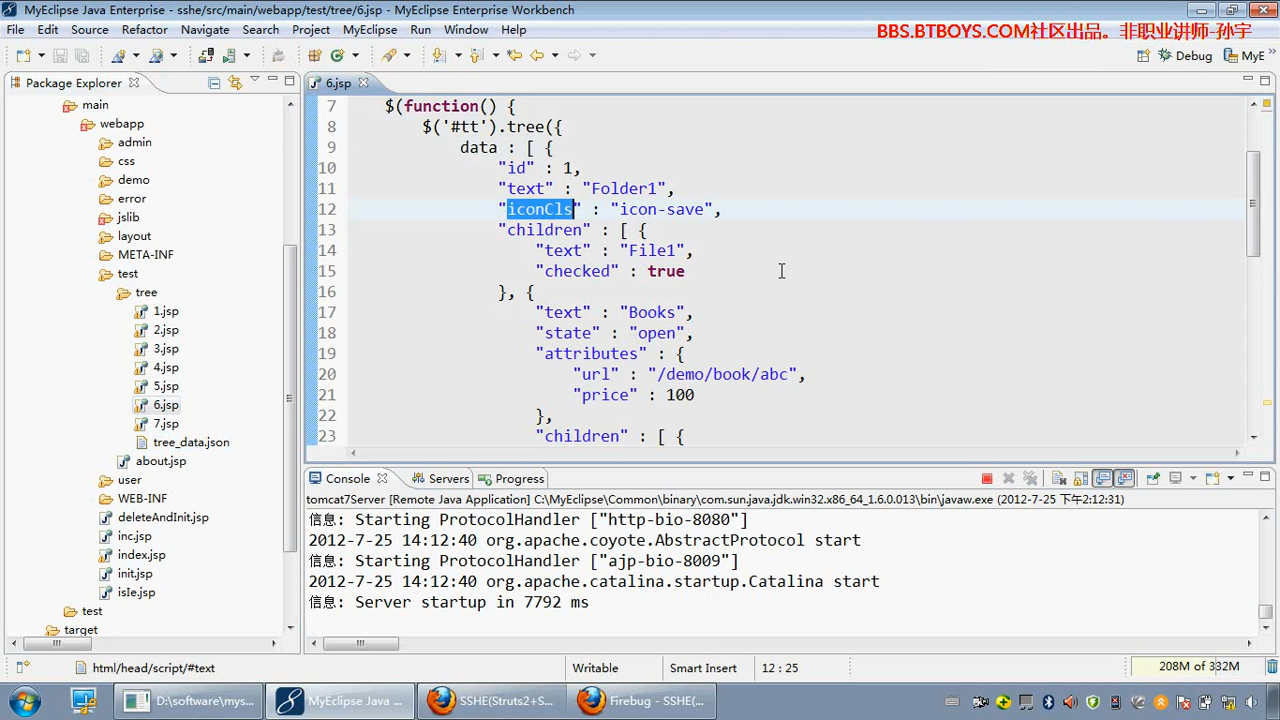 MyEclipse Java Enterprise - sshe/src/main/webapp/test/tree/6.jsp - MyEclipse Enterprise Workbench
File Edit Source Refactor Navigate Search Project MyEclipse Run Window Help
BBS.BTBOYS.COM社区出品。非职业讲师-孙宇
Debug MyE
Package Explorer
main
webapp
admin
css
demo
error
jslib
layout
META-INF
test
tree
1.jsp
2.jsp
3.jsp
4.jsp
5.jsp
6.jsp
7.jsp
tree_data.json
about.jsp
user
WEB-INF
deleteAndInit.jsp
inc.jsp
index.jsp
init.jsp
isIe.jsp
test
target
6.jsp
7 $(function() {
8 $('#tt').tree({
9 data : [ {
10 "id" : 1,
11 "text" : "Folder1",
12 "iconCls" : "icon-save",
13 "children" : [ {
14 "text" : "File1",
15 "checked" : true
16 }, {
17 "text" : "Books",
18 "state" : "open",
19 "attributes" : {
20 "url" : "/demo/book/abc",
21 "price" : 100
22 },
23 "children" : [ {
Console Servers Progress
tomcat7Server [Remote Java Application] C:\MyEclipse\Common\binary\com.sun.java.jdk.win32.x86_64_1.6.0.013\bin\javaw.exe (2012-7-25 下午2:12:31)
信息: Starting ProtocolHandler ["http-bio-8080"]
2012-7-25 14:12:40 org.apache.coyote.AbstractProtocol start
信息: Starting ProtocolHandler ["ajp-bio-8009"]
2012-7-25 14:12:40 org.apache.catalina.startup.Catalina start
信息: Server startup in 7792 ms
html/head/script/#text Writable Smart Insert 12 : 25 208M of 332M
D:\software\mys... MyEclipse Java ... SSHE(Struts2+S... Firebug - SSHE(...